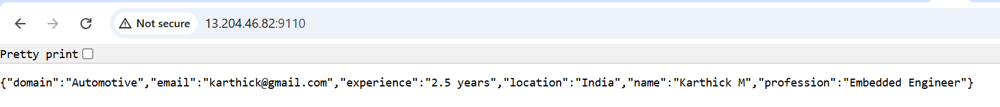 Not secure 13.204.46.82:9110
Pretty print
{"domain":"Automotive","email":"karthick@gmail.com","experience":"2.5 years","location":"India","name":"Karthick M","profession":"Embedded Engineer"}